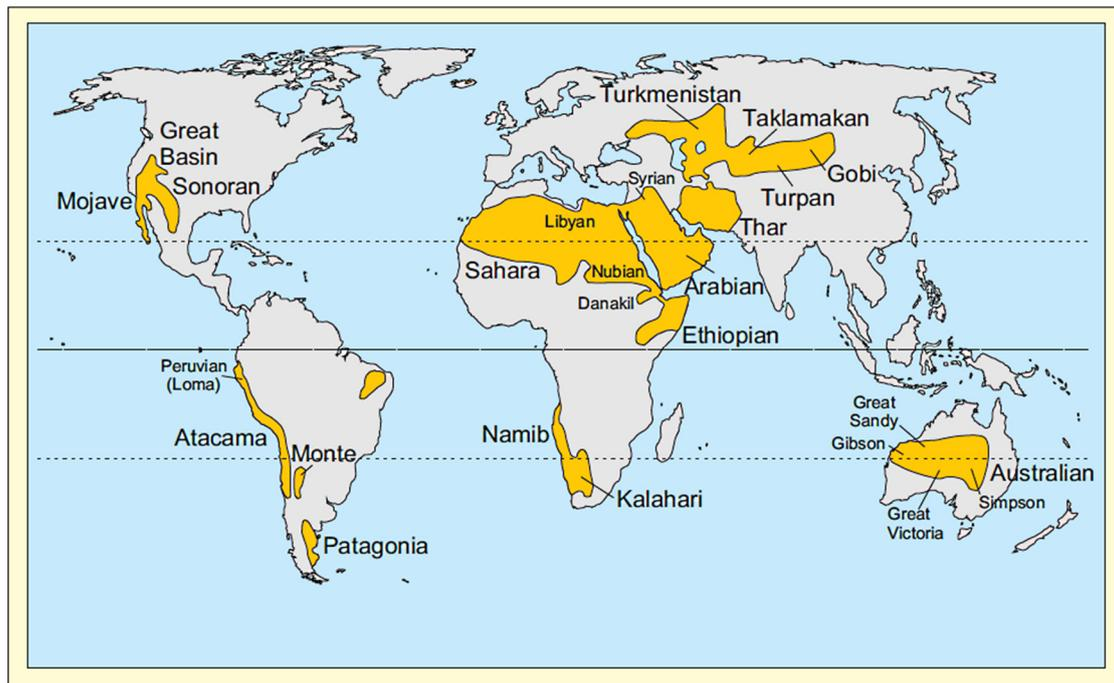 Great
Basin
Sonoran
Mojave
Turkmenistan
Taklamakan
Gobi
Turpan
Syrian
Libyan
Thar
Sahara
Nubian
Arabian
Danakil
Ethiopian
Peruvian
(Loma)
Atacama
Monte
Patagonia
Namib
Kalahari
Great
Sandy
Gibson
Australian
Simpson
Great
Victoria